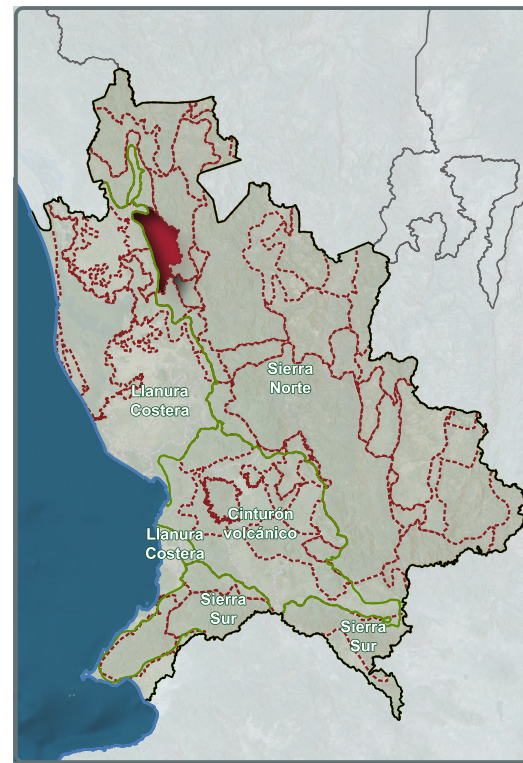 Sierra
Norte
Llanura
Costera
Cinturón
volcánico
Llanura
Costera
Sierra
Sur
Sierra
Sur